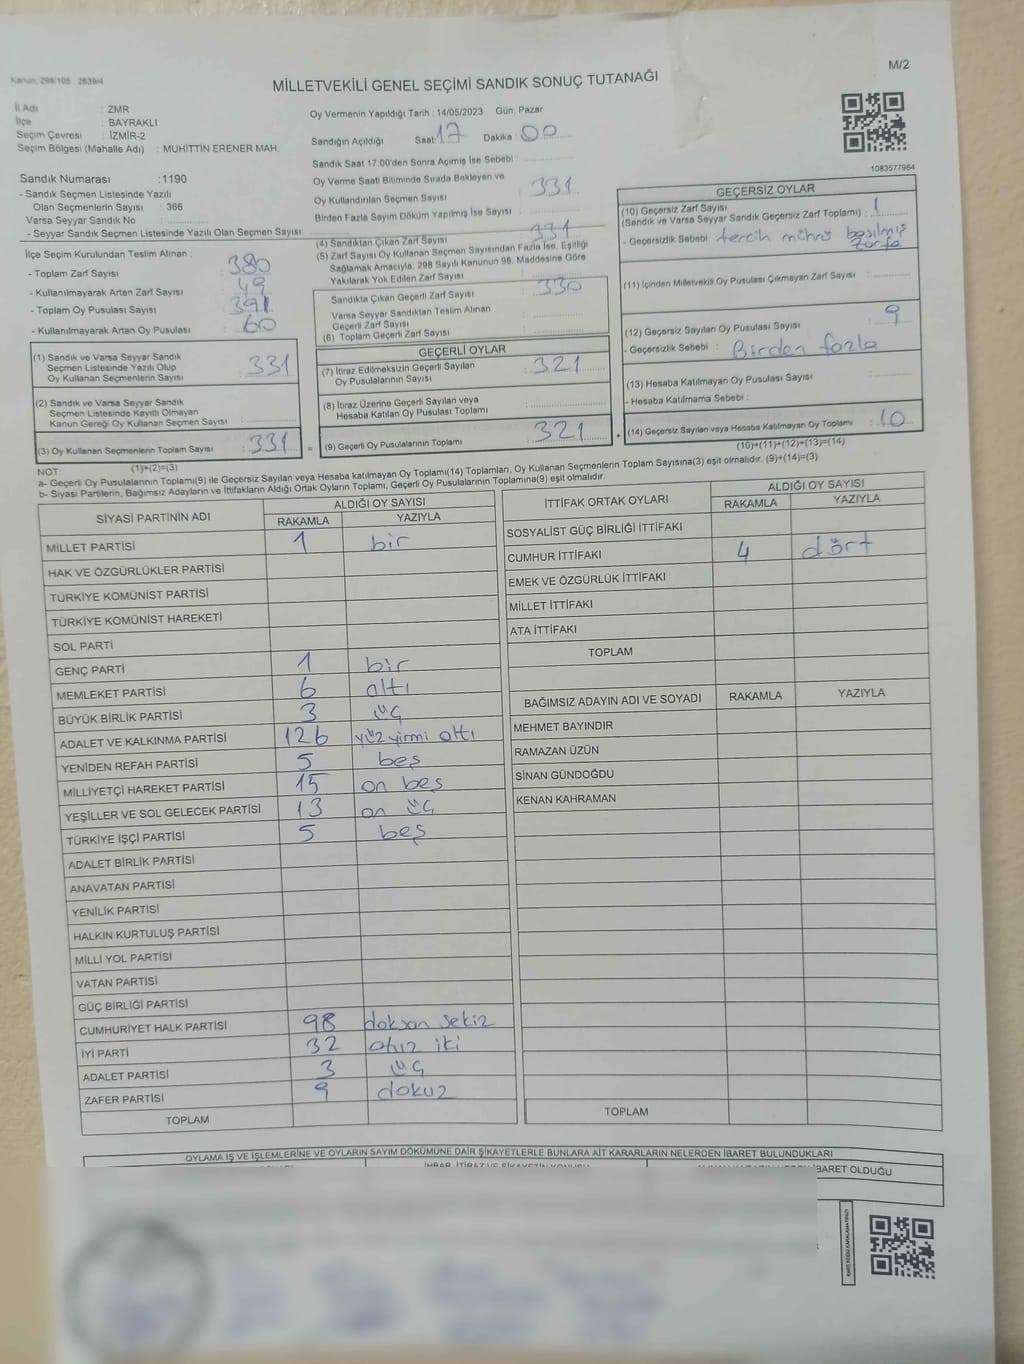 Kanun: 298/105 , 2839/4
M/2
MİLLETVEKİLİ GENEL SEÇİMİ SANDIK SONUÇ TUTANAĞI
İl Adı : ZMR
İlçe : BAYRAKLI
Seçim Çevresi : İZMİR-2
Seçim Bölgesi (Mahalle Adı) : MUHİTTİN ERENER MAH.
Oy Vermenin Yapıldığı Tarih : 14/05/2023 Gün: Pazar
Sandığın Açıldığı Saat 17 Dakika 00
Sandık Saat 17:00'den Sonra Açımış İse Sebebi :
Oy Verme Saati Bitiminde Sırada Bekleyen ve
Oy Kullandırılan Seçmen Sayısı 331
Birden Fazla Sayım Döküm Yapılmış İse Sayısı :
1083577964
Sandık Numarası : 1190
- Sandık Seçmen Listesinde Yazılı
Olan Seçmenlerin Sayısı : 366
Varsa Seyyar Sandık No :
- Seyyar Sandık Seçmen Listesinde Yazılı Olan Seçmen Sayısı :
İlçe Seçim Kurulundan Teslim Alınan :
- Toplam Zarf Sayısı : 380
- Kullanılmayarak Artan Zarf Sayısı : 49
- Toplam Oy Pusulası Sayısı : 391
- Kullanılmayarak Artan Oy Pusulası : 60
(1) Sandık ve Varsa Seyyar Sandık
Seçmen Listesinde Yazılı Olup
Oy Kullanan Seçmenlerin Sayısı : 331
(2) Sandık ve Varsa Seyyar Sandık
Seçmen Listesinde Kayıtlı Olmayan
Kanun Gereği Oy Kullanan Seçmen Sayısı :
(3) Oy Kullanan Seçmenlerin Toplam Sayısı : 331
(4) Sandıktan Çıkan Zarf Sayısı 331
(5) Zarf Sayısı Oy Kullanan Seçmen Sayısından Fazla İse, Eşitliği
Sağlamak Amacıyla, 298 Sayılı Kanunun 98. Maddesine Göre
Yakılarak Yok Edilen Zarf Sayısı
Sandıkta Çıkan Geçerli Zarf Sayısı : 330
Varsa Seyyar Sandıktan Teslim Alınan
Geçerli Zarf Sayısı
(6) Toplam Geçerli Zarf Sayısı :
GEÇERLİ OYLAR
(7) İtiraz Edilmeksizin Geçerli Sayılan
Oy Pusulalarının Sayısı : 321
(8) İtiraz Üzerine Geçerli Sayılan veya
Hesaba Katılan Oy Pusulası Toplamı :
= (9) Geçerli Oy Pusulalarının Toplamı : 321
GEÇERSİZ OYLAR
(10) Geçersiz Zarf Sayısı
(Sandık ve Varsa Seyyar Sandık Geçersiz Zarf Toplamı) : 1
- Geçersizlik Sebebi : tercih mührü basılmış
zarfa
(11) İçinden Milletvekili Oy Pusulası Çıkmayan Zarf Sayısı :
(12) Geçersiz Sayılan Oy Pusulası Sayısı : 9
- Geçersizlik Sebebi : Birden fazla
(13) Hesaba Katılmayan Oy Pusulası Sayısı :
- Hesaba Katılmama Sebebi :
+ (14) Geçersiz Sayılan veya Hesaba Katılmayan Oy Toplamı : 10
(10)+(11)+(12)+(13)=(14)
NOT: (1)+(2)=(3)
a- Geçerli Oy Pusulalarının Toplamı(9) ile Geçersiz Sayılan veya Hesaba katılmayan Oy Toplamı(14) Toplamları, Oy Kullanan Seçmenlerin Toplam Sayısına(3) eşit olmalıdır. (9)+(14)=(3)
b- Siyasi Partilerin, Bağımsız Adayların ve İttifakların Aldığı Ortak Oyların Toplamı, Geçerli Oy Pusulalarının Toplamına(9) eşit olmalıdır.
SİYASİ PARTİNİN ADI ALDIĞI OY SAYISI
RAKAMLA YAZIYLA
MİLLET PARTİSİ 1 bir
HAK VE ÖZGÜRLÜKLER PARTİSİ
TÜRKİYE KOMÜNİST PARTİSİ
TÜRKİYE KOMÜNİST HAREKETİ
SOL PARTİ
GENÇ PARTİ 1 bir
MEMLEKET PARTİSİ 6 altı
BÜYÜK BİRLİK PARTİSİ 3 üç
ADALET VE KALKINMA PARTİSİ 126 yüz yirmi altı
YENİDEN REFAH PARTİSİ 5 beş
MİLLİYETÇİ HAREKET PARTİSİ 15 on beş
YEŞİLLER VE SOL GELECEK PARTİSİ 13 on üç
TÜRKİYE İŞÇİ PARTİSİ 5 beş
ADALET BİRLİK PARTİSİ
ANAVATAN PARTİSİ
YENİLİK PARTİSİ
HALKIN KURTULUŞ PARTİSİ
MİLLİ YOL PARTİSİ
VATAN PARTİSİ
GÜÇ BİRLİĞİ PARTİSİ
CUMHURİYET HALK PARTİSİ 98 doksan sekiz
İYİ PARTİ 32 otuz iki
ADALET PARTİSİ 3 üç
ZAFER PARTİSİ 9 dokuz
TOPLAM
İTTİFAK ORTAK OYLARI ALDIĞI OY SAYISI
RAKAMLA YAZIYLA
SOSYALİST GÜÇ BİRLİĞİ İTTİFAKI
CUMHUR İTTİFAKI 4 dört
EMEK VE ÖZGÜRLÜK İTTİFAKI
MİLLET İTTİFAKI
ATA İTTİFAKI
TOPLAM
BAĞIMSIZ ADAYIN ADI VE SOYADI RAKAMLA YAZIYLA
MEHMET BAYINDIR
RAMAZAN ÜZÜN
SİNAN GÜNDOĞDU
KENAN KAHRAMAN
TOPLAM
OYLAMA İŞ VE İŞLEMLERİNE VE OYLARIN SAYIM DÖKÜMÜNE DAİR ŞİKAYETLERLE BUNLARA AİT KARARLARIN NELERDEN İBARET BULUNDUKLARI
İHBAR, İTİRAZ VE ŞİKAYETİN KONUSU
İBARET OLDUĞU